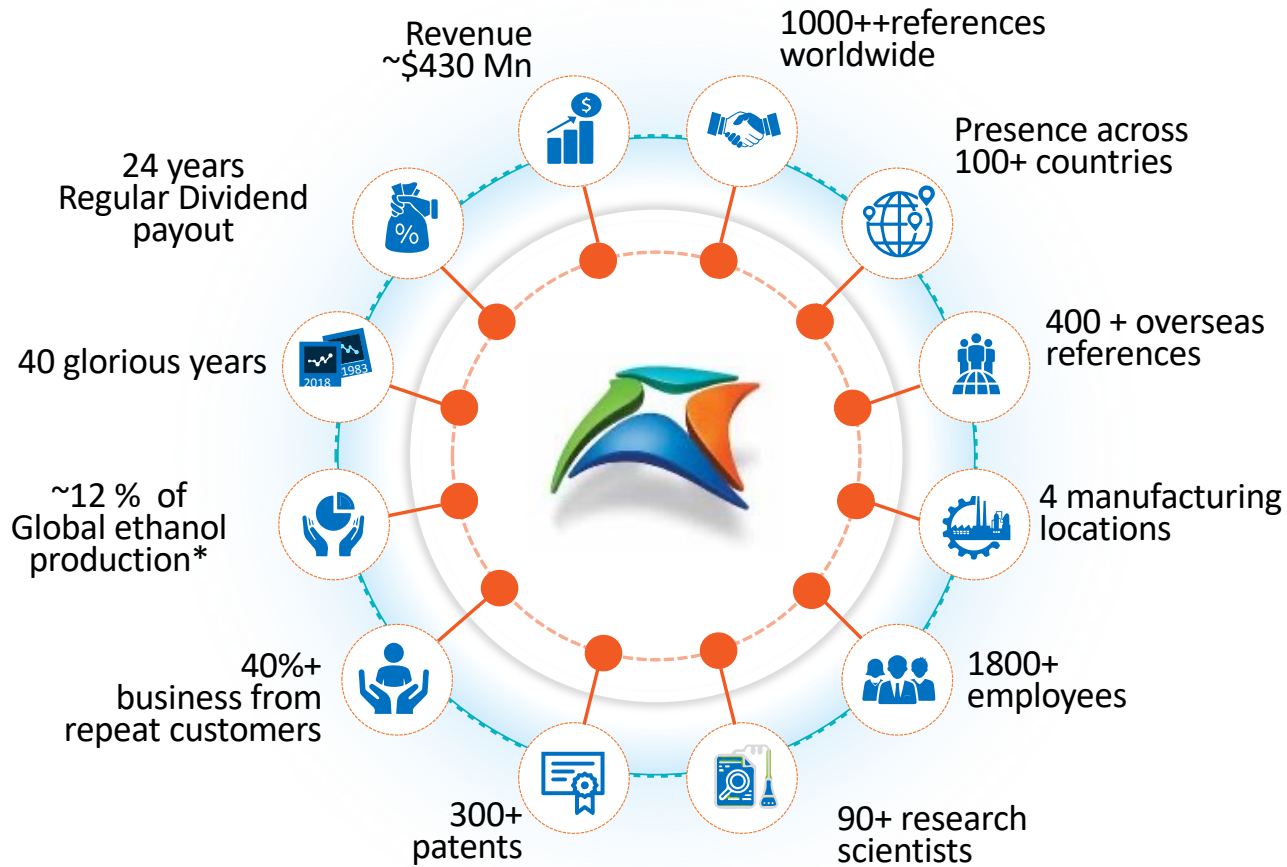 Revenue
~$430 Mn
1000++references
worldwide
Presence across
100+ countries
24 years
Regular Dividend
payout
400 + overseas
references
40 glorious years
2018
1983
4 manufacturing
locations
~12 % of
Global ethanol
production*
1800+
employees
40%+
business from
repeat customers
300+
patents
90+ research
scientists
$
%